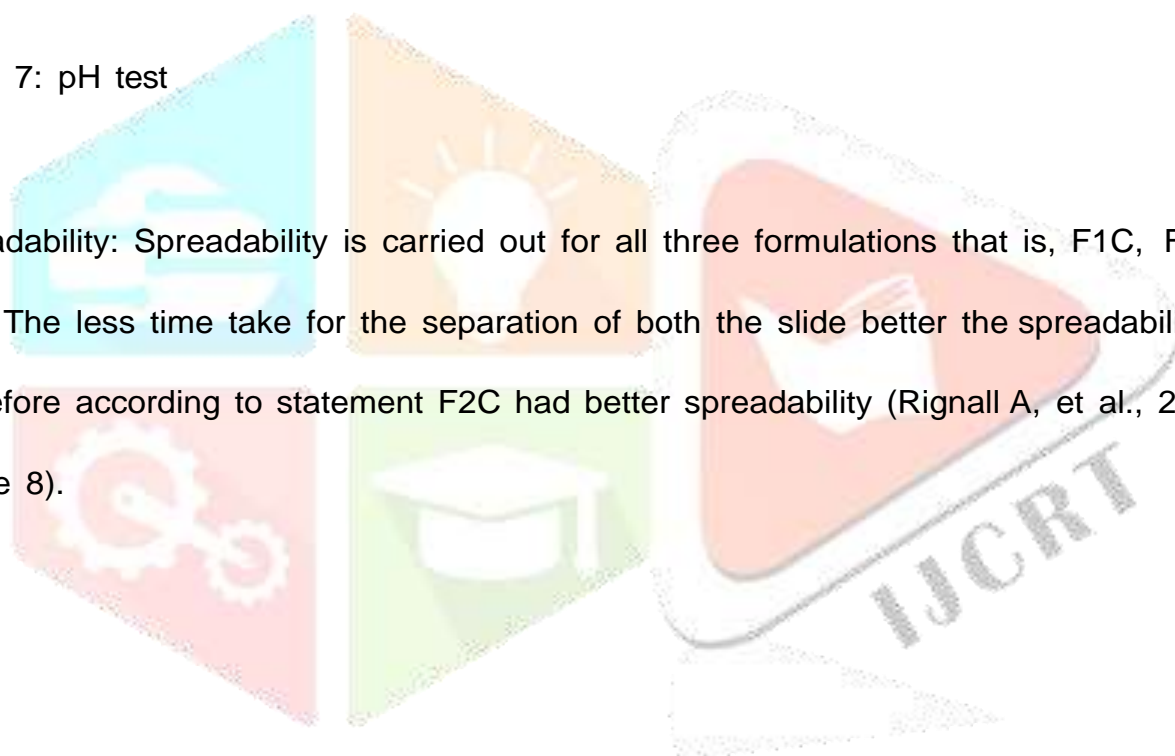 7: pH test
adability: Spreadability is carried out for all three formulations that is, F1C, F
The less time take for the separation of both the slide better the spreadabil
efore according to statement F2C had better spreadability (Rignall A, et al., 2
e 8).
IJCRT